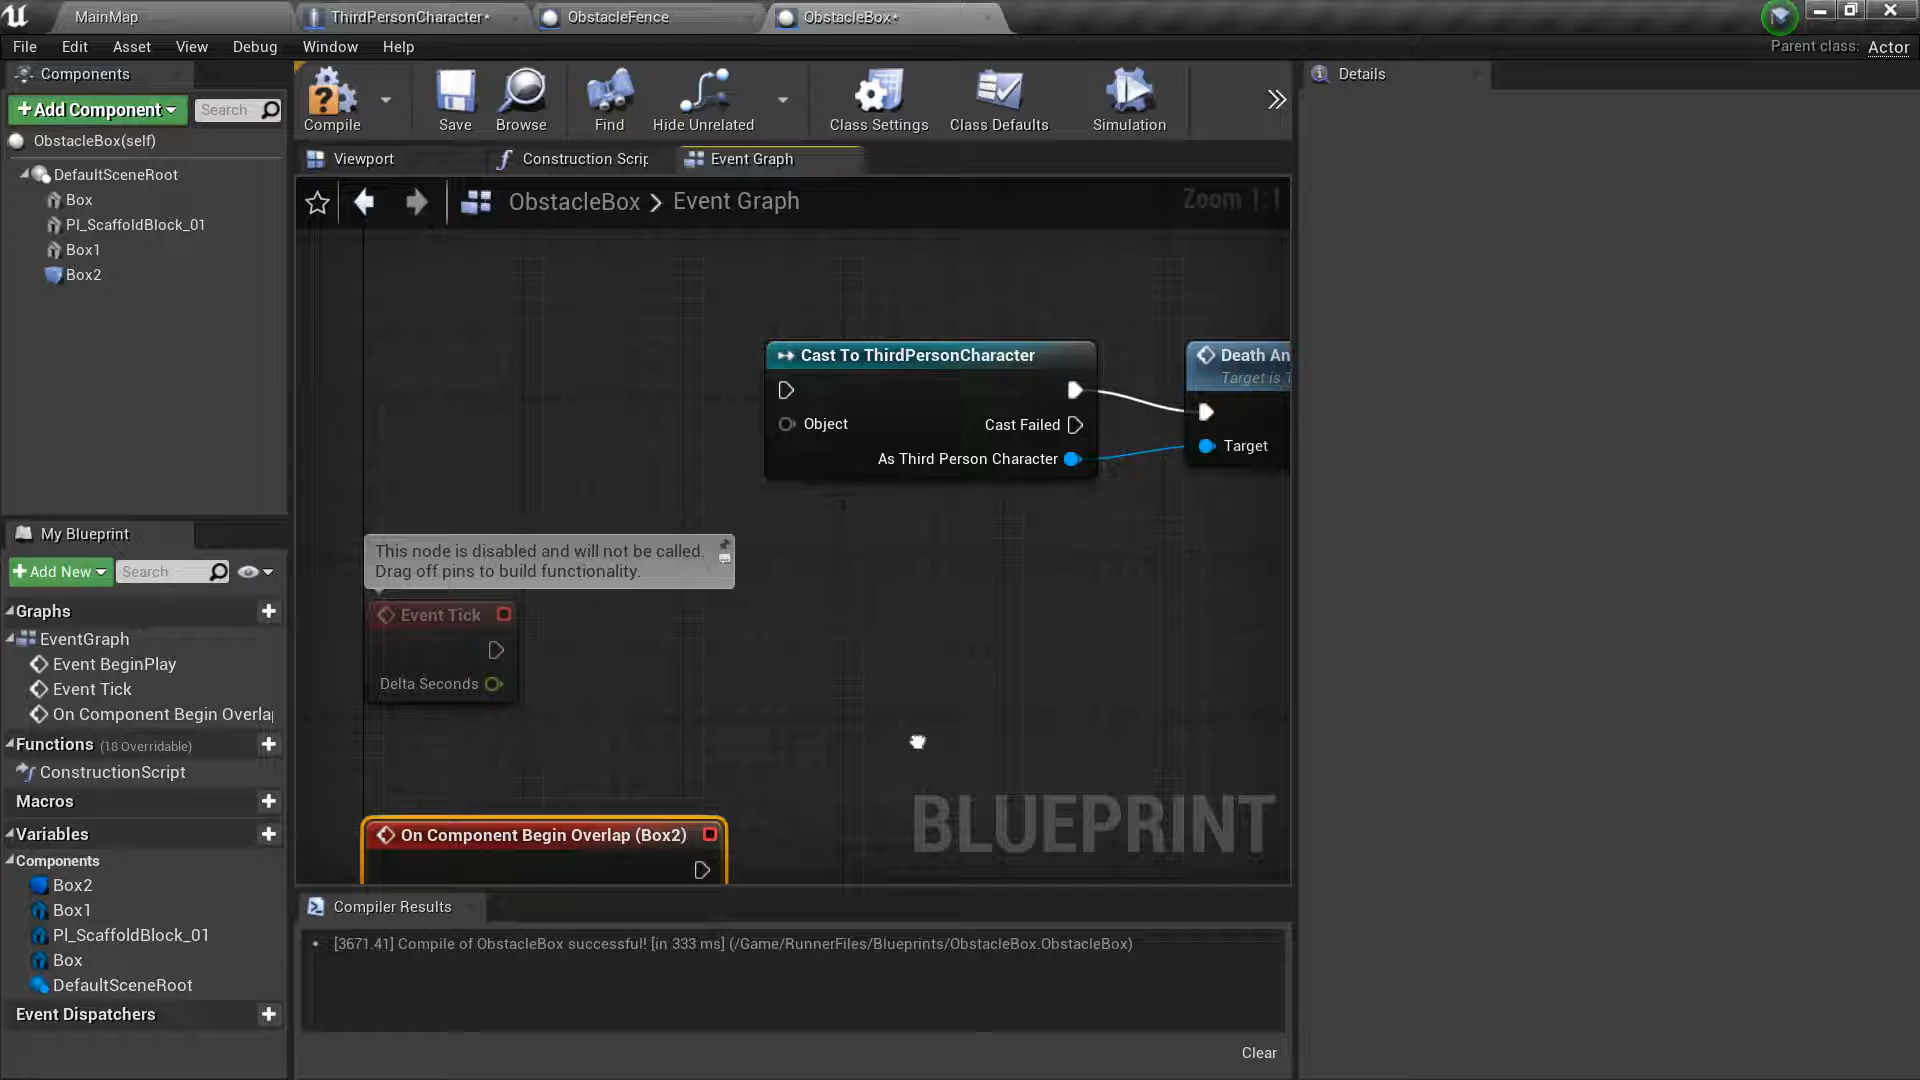 MainMap
ThirdPersonCharacter*
ObstacleFence
ObstacleBox*
File
Edit
Asset
View
Debug
Window
Help
Parent class:
Actor
Components
Add Component
Search
ObstacleBox(self)
DefaultSceneRoot
Box
Pl_ScaffoldBlock_01
Box1
Box2
Compile
Save
Browse
Find
Hide Unrelated
Class Settings
Class Defaults
Simulation
Details
Viewport
Construction Scrip
Event Graph
ObstacleBox
Event Graph
Zoom 1:1
Cast To ThirdPersonCharacter
Object
Cast Failed
As Third Person Character
Death An
Target is T
Target
This node is disabled and will not be called.
Drag off pins to build functionality.
Event Tick
Delta Seconds
On Component Begin Overlap (Box2)
BLUEPRINT
My Blueprint
Add New
Search
Graphs
EventGraph
Event BeginPlay
Event Tick
On Component Begin Overla
Functions (18 Overridable)
ConstructionScript
Macros
Variables
Components
Box2
Box1
Pl_ScaffoldBlock_01
Box
DefaultSceneRoot
Event Dispatchers
Compiler Results
[3671.41] Compile of ObstacleBox successful! [in 333 ms] (/Game/RunnerFiles/Blueprints/ObstacleBox.ObstacleBox)
Clear